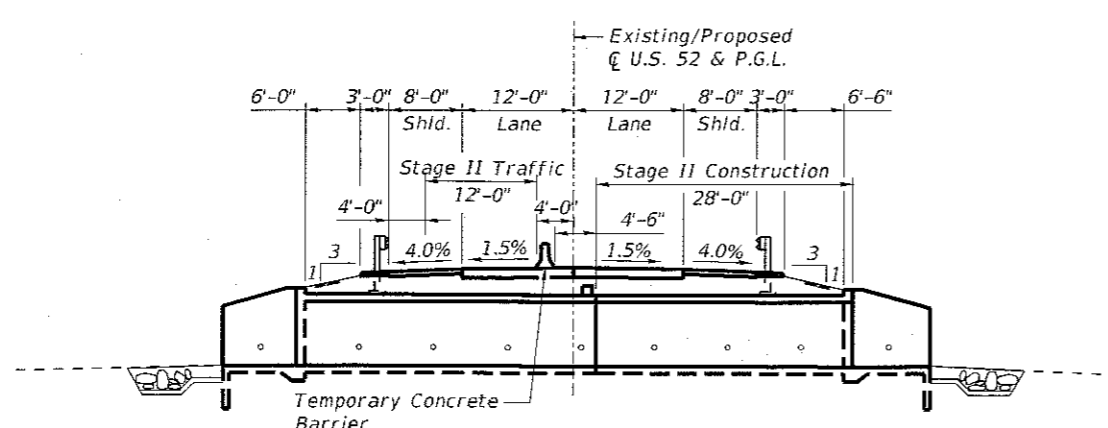 Existing/Proposed
℄ U.S. 52 & P.G.L.
6'-0" 3'-0" 8'-0" 12'-0" 12'-0" 8'-0" 3'-0" 6'-6"
Shld. Lane Lane Shld.
Stage II Traffic Stage II Construction
12'-0" 28'-0"
4'-0" 4'-0" 4'-6"
4.0% 1.5% 1.5% 4.0%
3 3
1 1
Temporary Concrete
Barrier